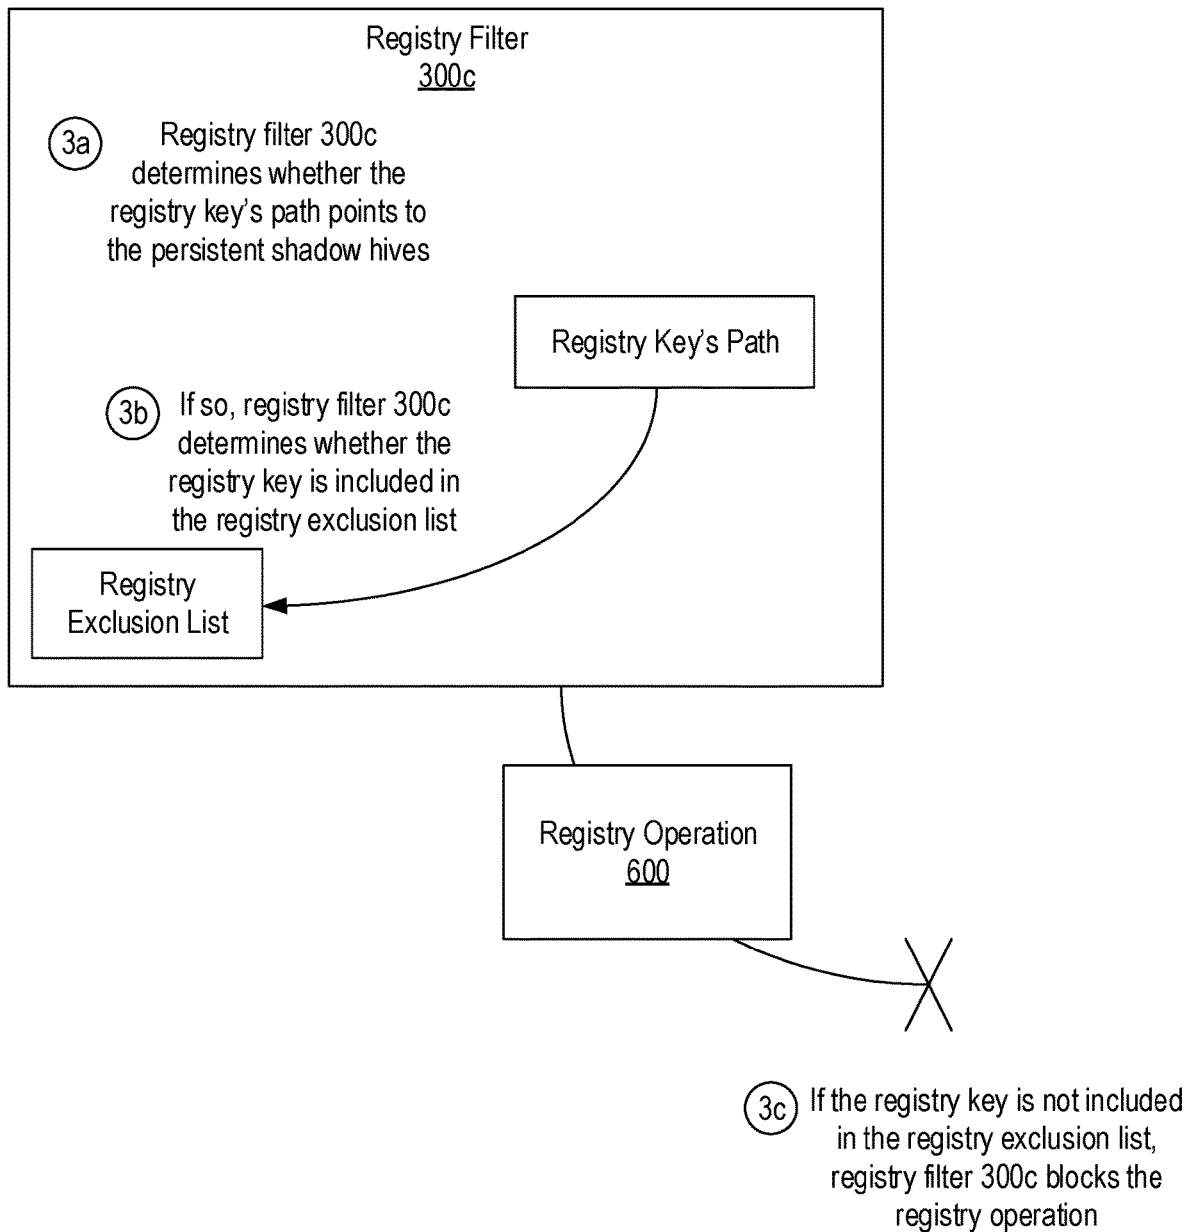 Registry Filter
300c
3a
Registry filter 300c
determines whether the
registry key's path points to
the persistent shadow hives
Registry Key's Path
3b
If so, registry filter 300c
determines whether the
registry key is included in
the registry exclusion list
Registry
Exclusion List
Registry Operation
600
3c
If the registry key is not included
in the registry exclusion list,
registry filter 300c blocks the
registry operation